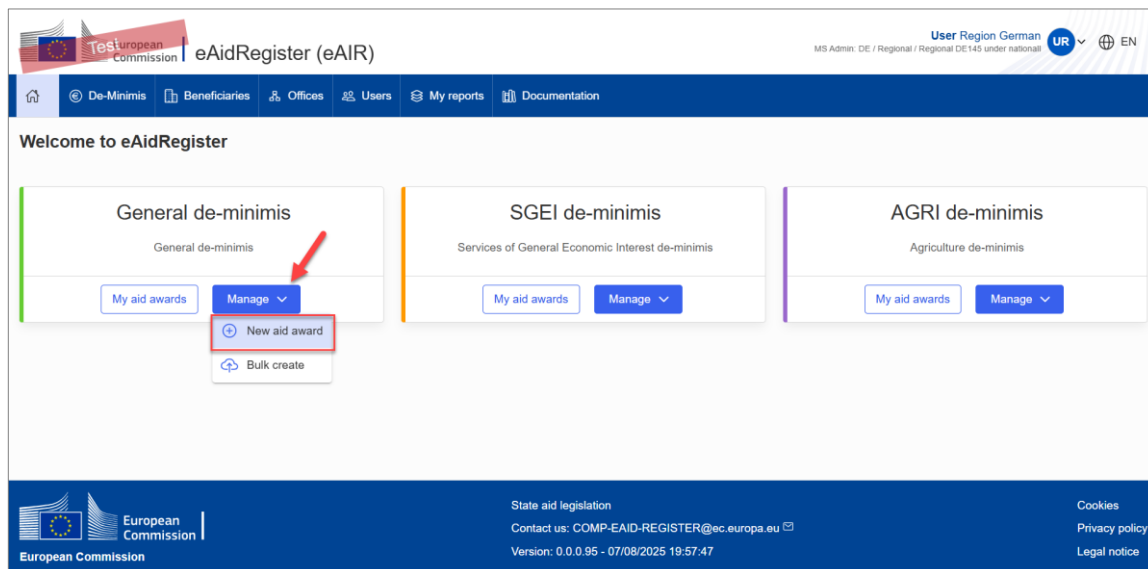 Test
European
Commission
eAidRegister (eAIR)
User Region German
MS Admin: DE / Regional / Regional DE145 under nationall
UR
EN
De-Minimis
Beneficiaries
Offices
Users
My reports
Documentation
Welcome to eAidRegister
General de-minimis
General de-minimis
My aid awards
Manage
New aid award
Bulk create
SGEI de-minimis
Services of General Economic Interest de-minimis
My aid awards
Manage
AGRI de-minimis
Agriculture de-minimis
My aid awards
Manage
European
Commission
European Commission
State aid legislation
Contact us: COMP-EAID-REGISTER@ec.europa.eu
Version: 0.0.0.95 - 07/08/2025 19:57:47
Cookies
Privacy policy
Legal notice